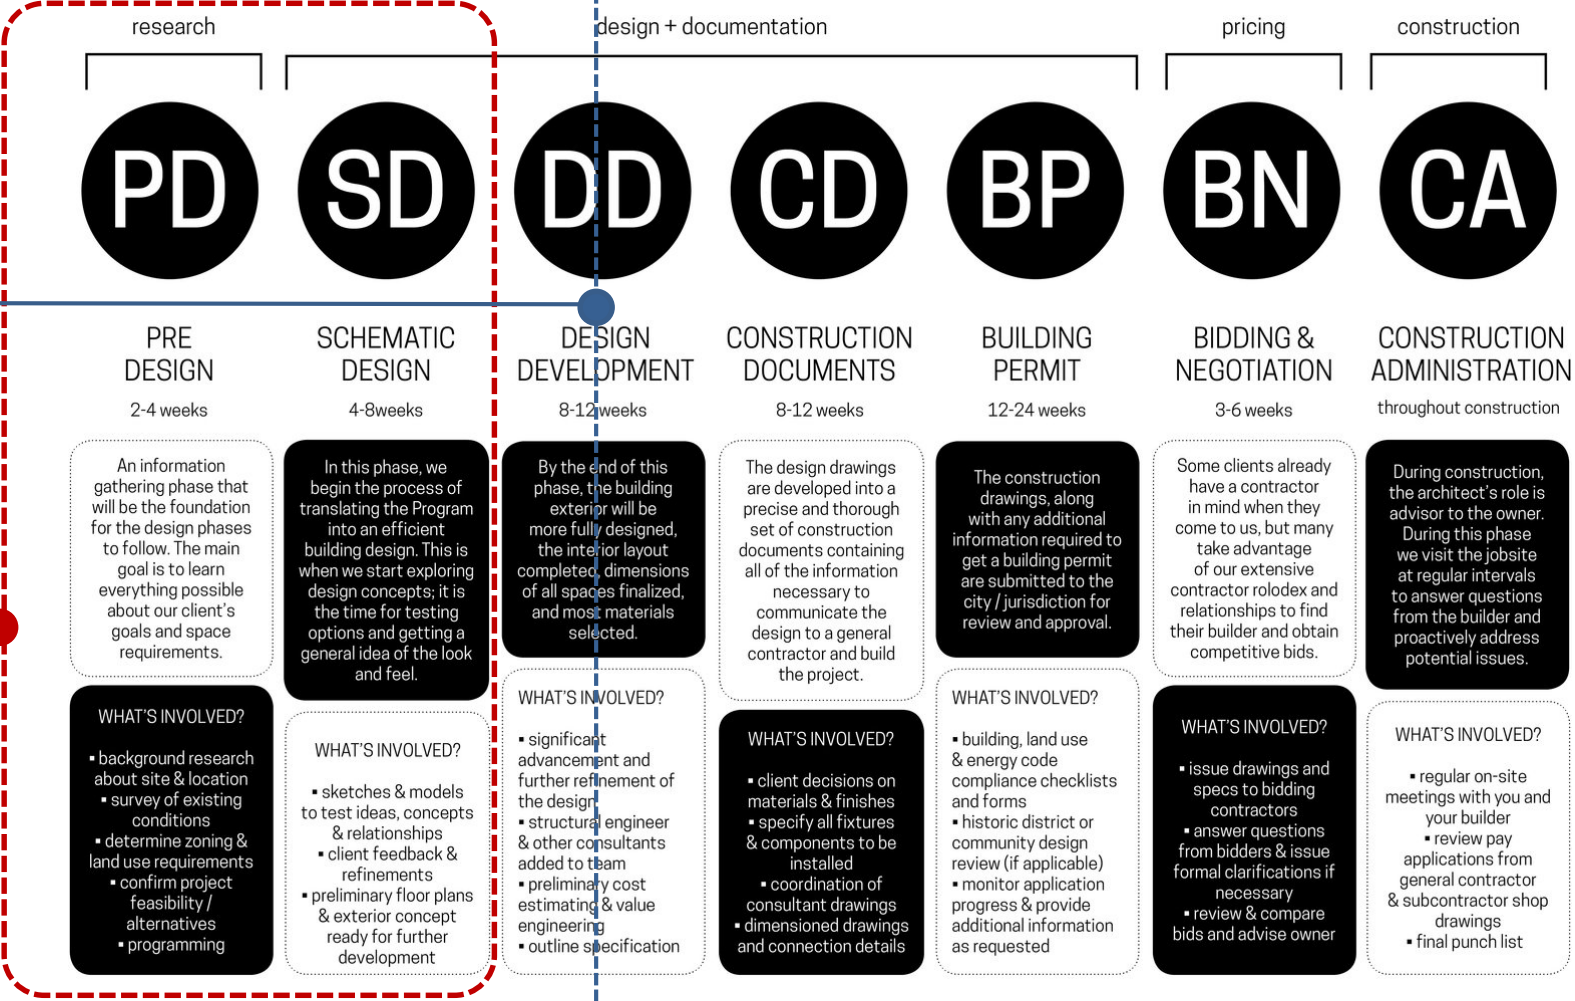 research
design + documentation
pricing
construction
PD
SD
DD
CD
BP
BN
CA
PRE
DESIGN
2-4 weeks
An information
gathering phase that
will be the foundation
for the design phases
to follow. The main
goal is to learn
everything possible
about our client's
goals and space
requirements.
WHAT'S INVOLVED?
▪ background research
about site & location
▪ survey of existing
conditions
▪ determine zoning &
land use requirements
▪ confirm project
feasibility /
alternatives
▪ programming
SCHEMATIC
DESIGN
4-8weeks
In this phase, we
begin the process of
translating the Program
into an efficient
building design. This is
when we start exploring
design concepts; it is
the time for testing
options and getting a
general idea of the look
and feel.
WHAT'S INVOLVED?
▪ sketches & models
to test ideas, concepts
& relationships
▪ client feedback &
refinements
▪ preliminary floor plans
& exterior concept
ready for further
development
DESIGN
DEVELOPMENT
8-12 weeks
By the end of this
phase, the building
exterior will be
more fully designed,
the interior layout
completed, dimensions
of all spaces finalized,
and most materials
selected.
WHAT'S INVOLVED?
▪ significant
advancement and
further refinement of
the design
▪ structural engineer
& other consultants
added to team
▪ preliminary cost
estimating & value
engineering
▪ outline specification
CONSTRUCTION
DOCUMENTS
8-12 weeks
The design drawings
are developed into a
precise and thorough
set of construction
documents containing
all of the information
necessary to
communicate the
design to a general
contractor and build
the project.
WHAT'S INVOLVED?
▪ client decisions on
materials & finishes
▪ specify all fixtures
& components to be
installed
▪ coordination of
consultant drawings
▪ dimensioned drawings
and connection details
BUILDING
PERMIT
12-24 weeks
The construction
drawings, along
with any additional
information required to
get a building permit
are submitted to the
city / jurisdiction for
review and approval.
WHAT'S INVOLVED?
▪ building, land use
& energy code
compliance checklists
and forms
▪ historic district or
community design
review (if applicable)
▪ monitor application
progress & provide
additional information
as requested
BIDDING &
NEGOTIATION
3-6 weeks
Some clients already
have a contractor
in mind when they
come to us, but many
take advantage
of our extensive
contractor rolodex and
relationships to find
their builder and obtain
competitive bids.
WHAT'S INVOLVED?
▪ issue drawings and
specs to bidding
contractors
▪ answer questions
from bidders & issue
formal clarifications if
necessary
▪ review & compare
bids and advise owner
CONSTRUCTION
ADMINISTRATION
throughout construction
During construction,
the architect's role is
advisor to the owner.
During this phase
we visit the jobsite
at regular intervals
to answer questions
from the builder and
proactively address
potential issues.
WHAT'S INVOLVED?
▪ regular on-site
meetings with you and
your builder
▪ review pay
applications from
general contractor
& subcontractor shop
drawings
▪ final punch list